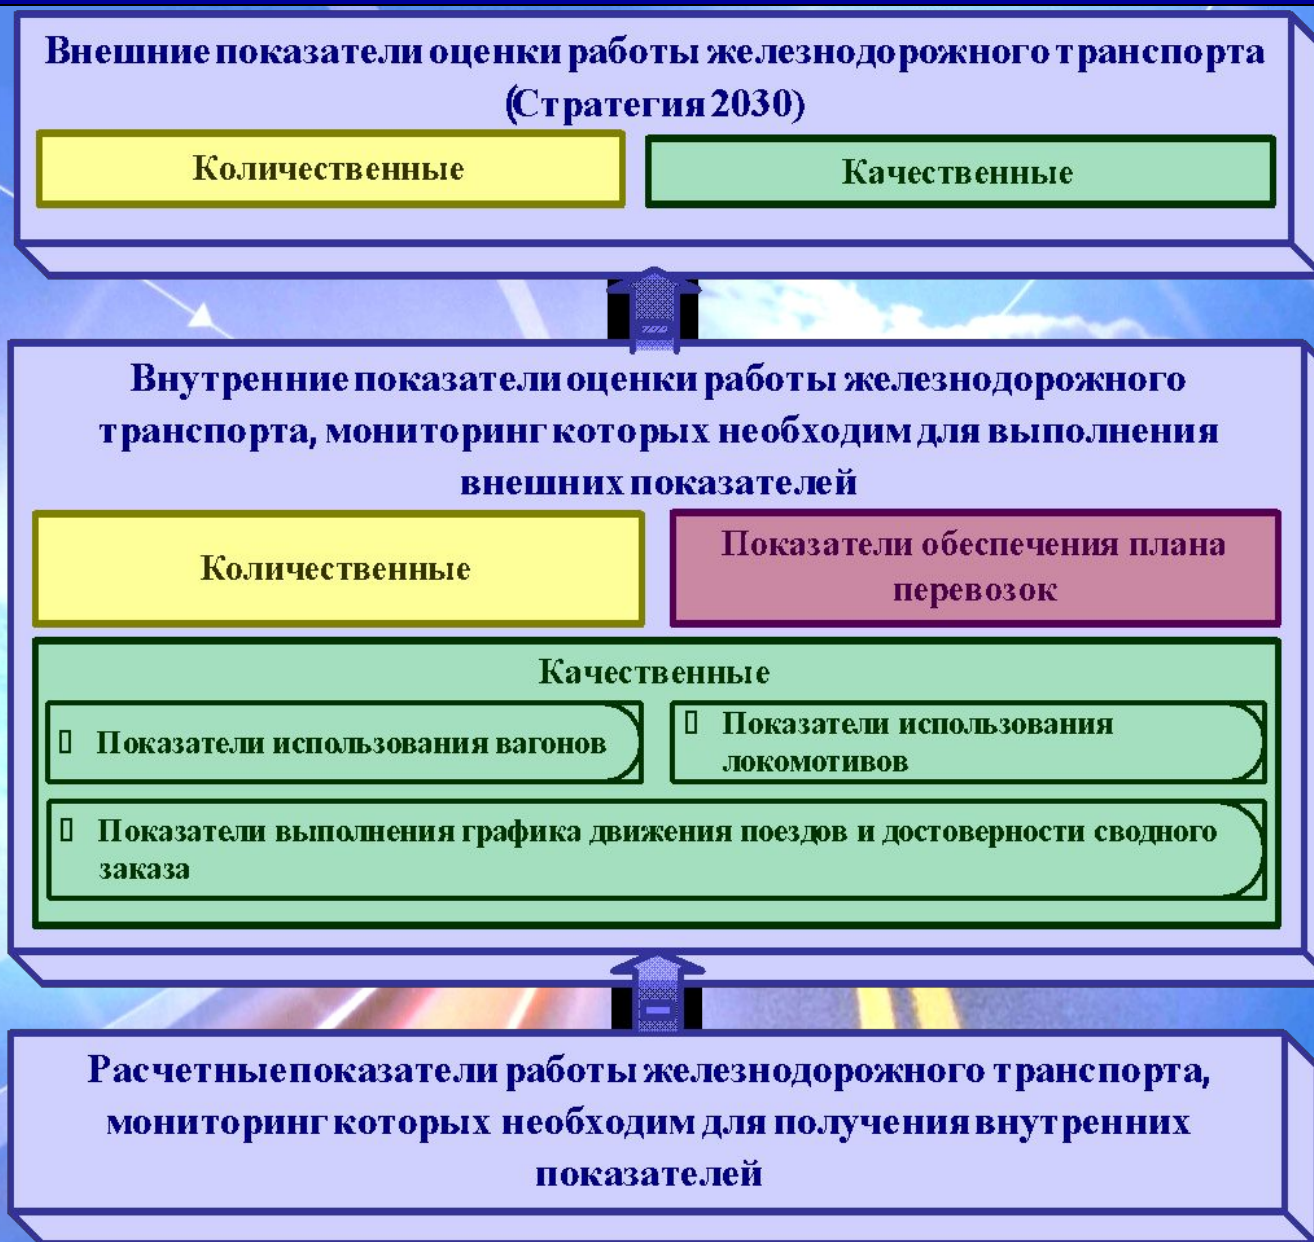 Внешние показатели оценки работы железнодорожного транспорта
(Стратегия 2030)
Количественные
Качественные
Внутренние показатели оценки работы железнодорожного
транспорта, мониторинг которых необходим для выполнения
внешних показателей
Количественные
Показатели обеспечения плана
перевозок
Качественные
Показатели использования вагонов
Показатели использования
локомотивов
Показатели выполнения графика движения поездов и достоверности сводного
заказа
Расчетные показатели работы железнодорожного транспорта,
мониторинг которых необходим для получения внутренних
показателей